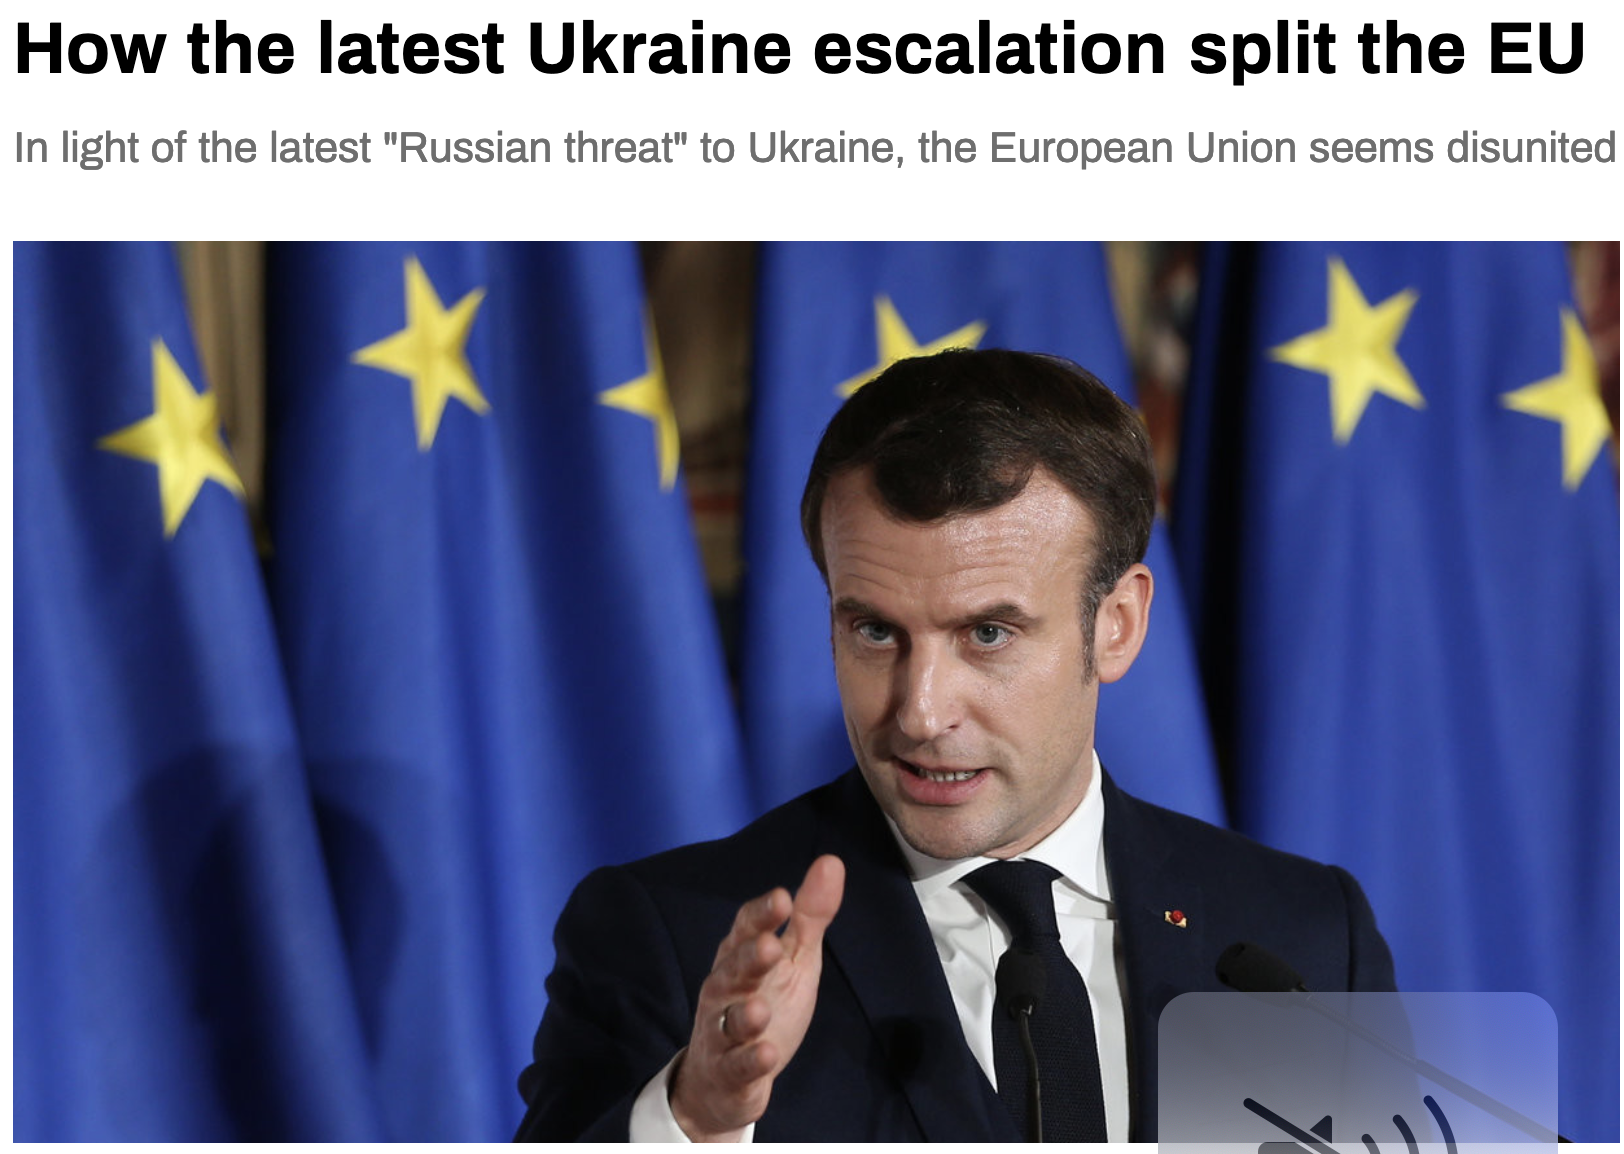 How the latest Ukraine escalation split the EU
In light of the latest "Russian threat" to Ukraine, the European Union seems disunited